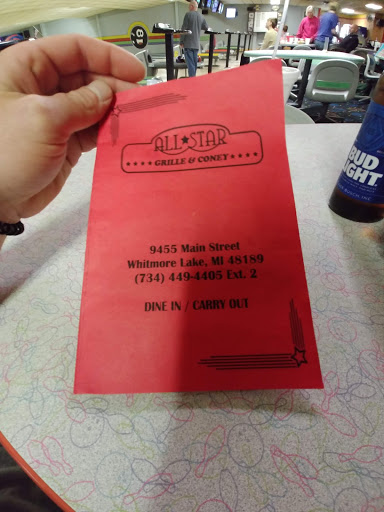 ALL★STAR
★★★★ GRILLE & CONEY ★★★★
9455 Main Street
Whitmore Lake, MI 48189
(734) 449-4405 Ext. 2
DINE IN / CARRY OUT
BUD
LIGHT